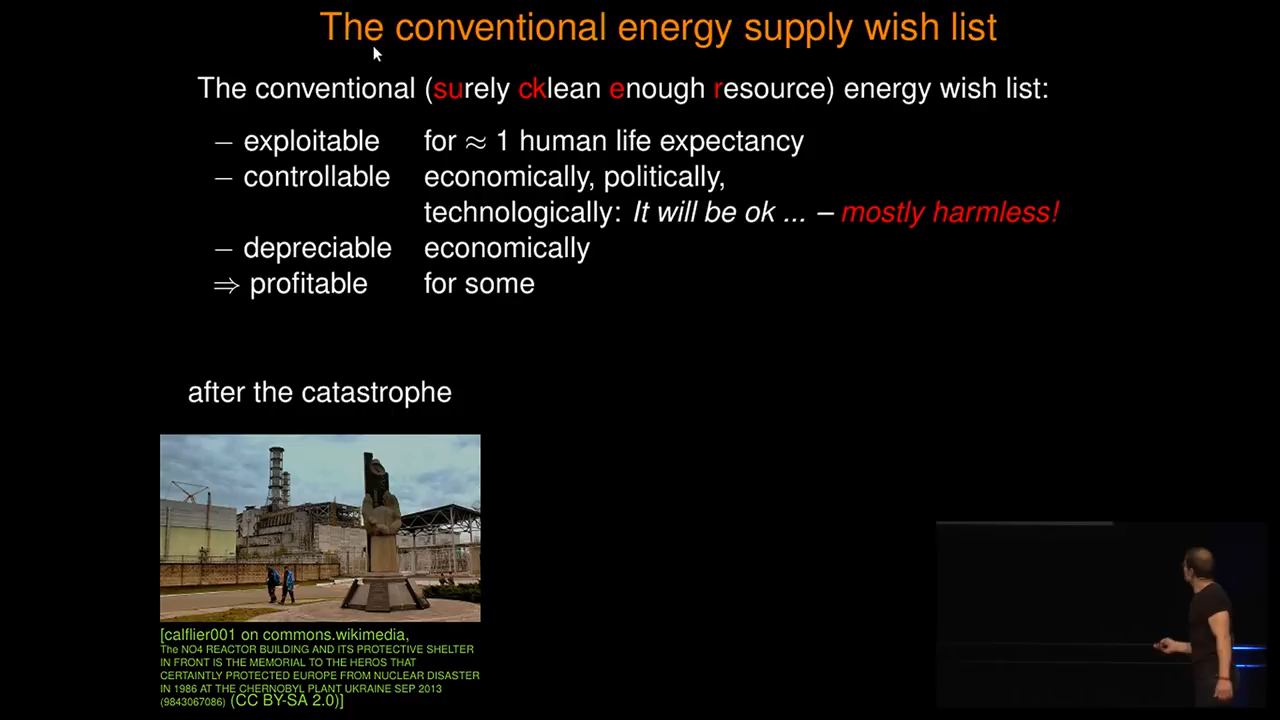 The conventional energy supply wish list
The conventional (surely cklean enough resource) energy wish list:
– exploitable for ≈ 1 human life expectancy
– controllable economically, politically,
technologically: It will be ok ... – mostly harmless!
– depreciable economically
⇒ profitable for some
after the catastrophe
[calflier001 on commons.wikimedia,
The NO4 REACTOR BUILDING AND ITS PROTECTIVE SHELTER
IN FRONT IS THE MEMORIAL TO THE HEROS THAT
CERTAINTLY PROTECTED EUROPE FROM NUCLEAR DISASTER
IN 1986 AT THE CHERNOBYL PLANT UKRAINE SEP 2013
(9843067086) (CC BY-SA 2.0)]